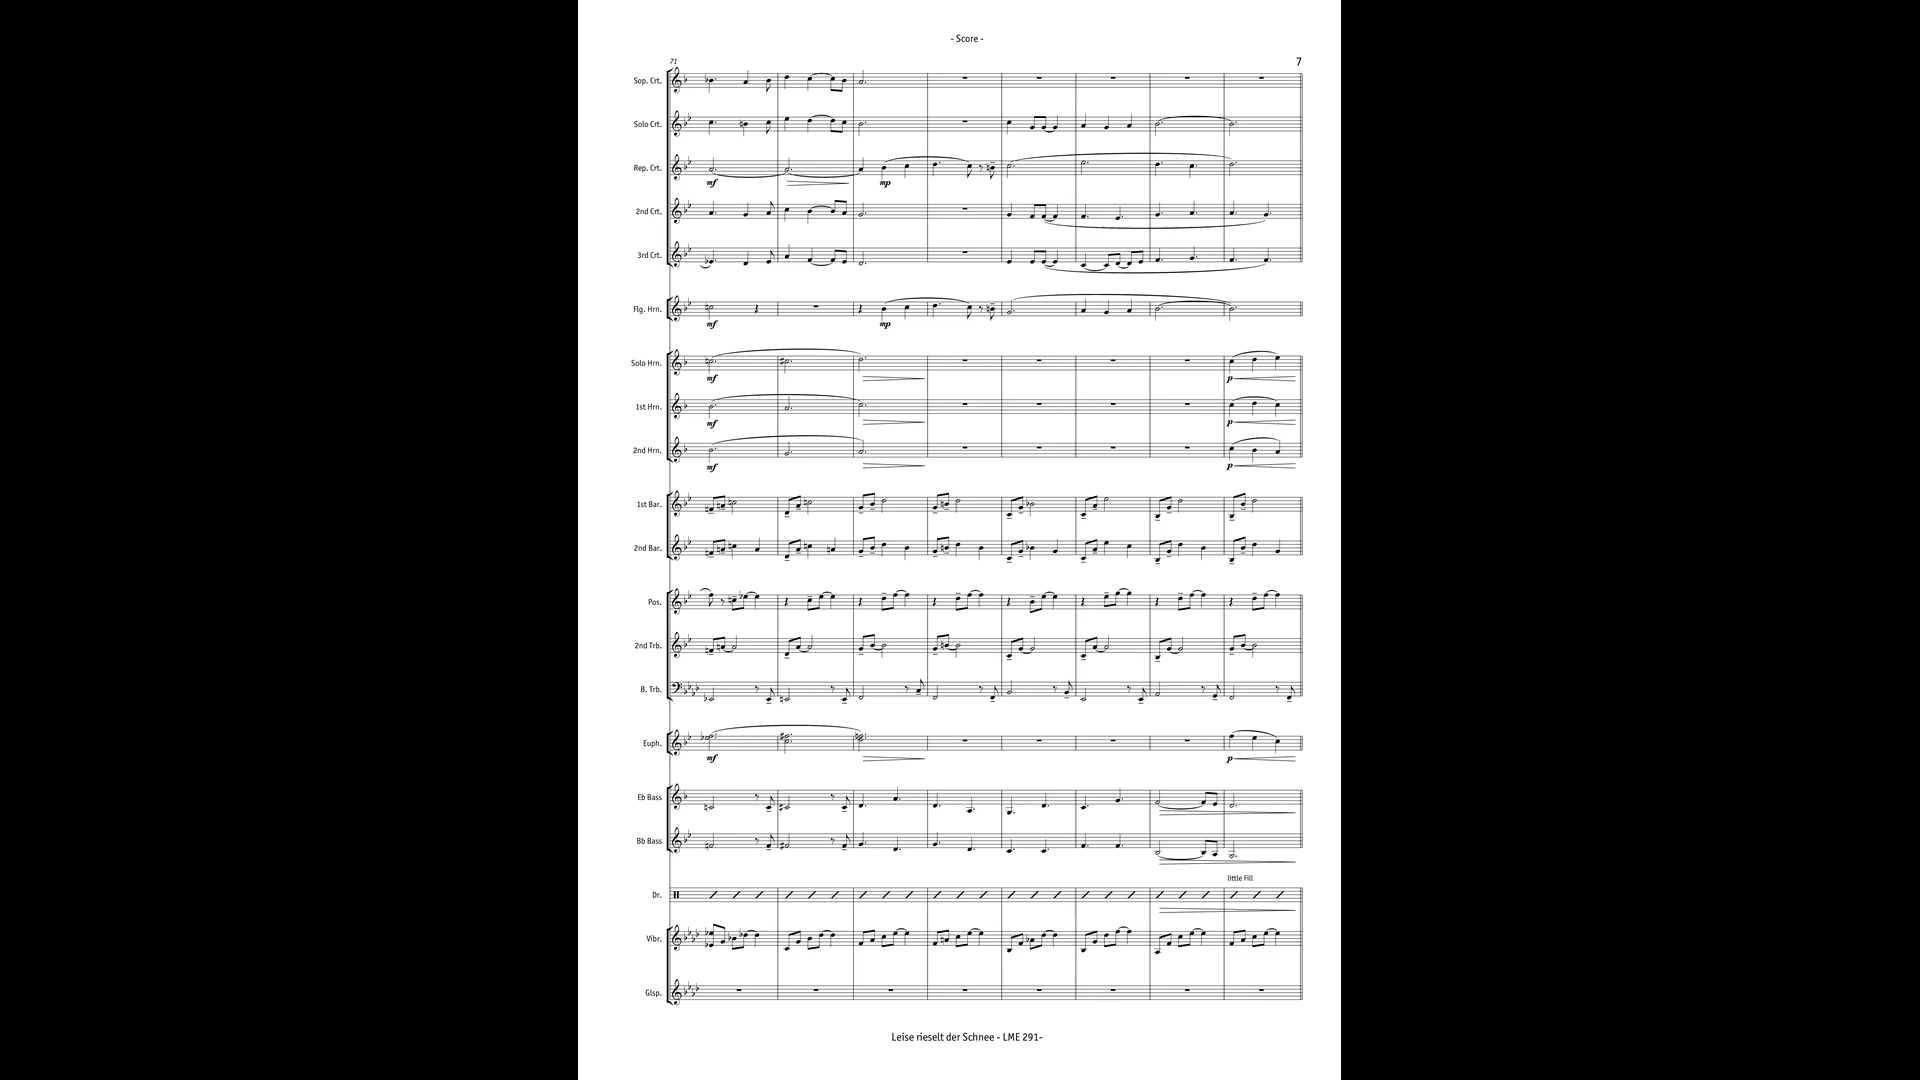 - Score -
71
7
Sop. Crt.
Solo Crt.
Rep. Crt.
mf
mp
2nd Crt.
3rd Crt.
Flg. Hrn.
mf
mp
Solo Hrn.
mf
p
1st Hrn.
mf
p
2nd Hrn.
mf
p
1st Bar.
2nd Bar.
Pos.
2nd Trb.
B. Trb.
Euph.
mf
p
Eb Bass
Bb Bass
little Fill
Dr.
Vibr.
Glsp.
Leise rieselt der Schnee - LME 291-